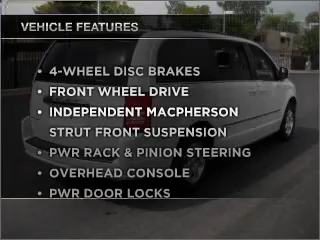 VEHICLE FEATURES
• 4-WHEEL DISC BRAKES
• FRONT WHEEL DRIVE
• INDEPENDENT MACPHERSON
STRUT FRONT SUSPENSION
• PWR RACK & PINION STEERING
• OVERHEAD CONSOLE
• PWR DOOR LOCKS